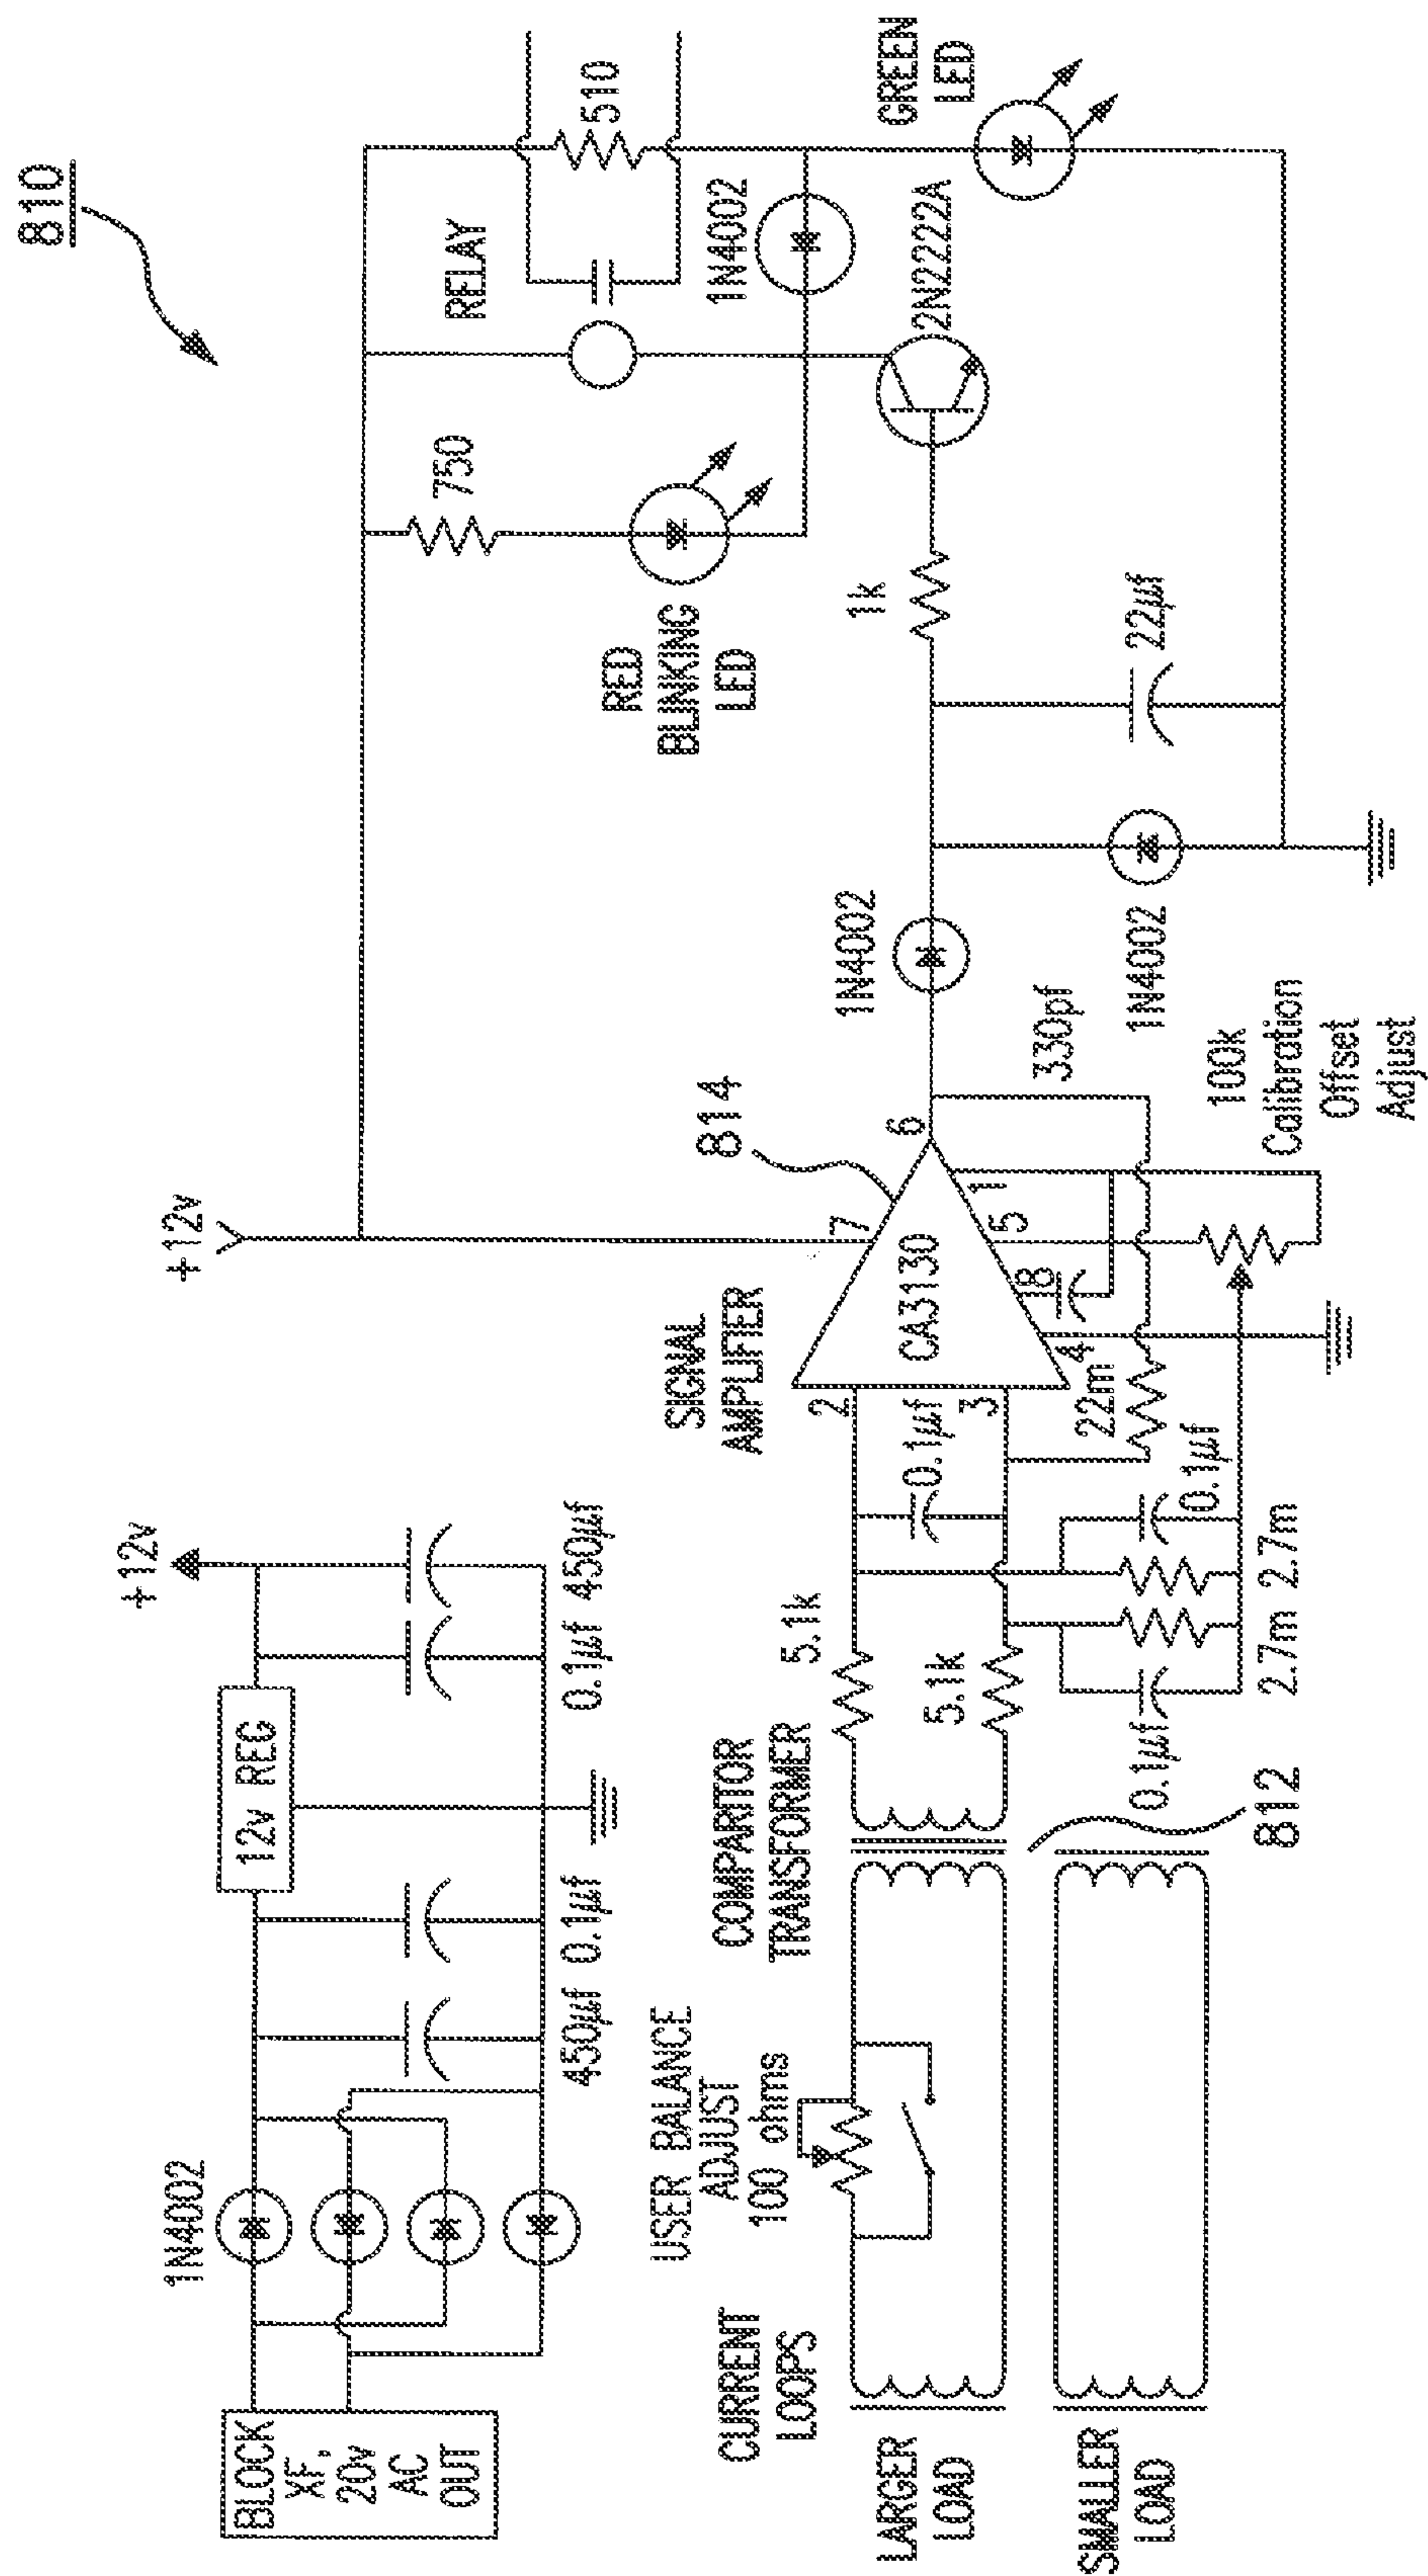 810
+12v
BLOCK
XF,
20v
AC
OUT
1N4002
12v REG
450µf 0.1µf
0.1µf 450µf
+12v
RELAY
750
510
RED
BLINKING
LED
1N4002
GREEN
LED
2N2222A
1k
22µf
1N4002
1N4002
SIGNAL
AMPLIFIER
814
CA3130
2
3
7
6
1
5
8
4
330pf
100k
Calibration
Offset
Adjust
22m
0.1µf
0.1µf
2.7m 2.7m
0.1µf
5.1k
5.1k
COMPARITOR
TRANSFORMER
812
USER BALANCE
ADJUST
100 ohms
CURRENT
LOOPS
LARGER
LOAD
SMALLER
LOAD